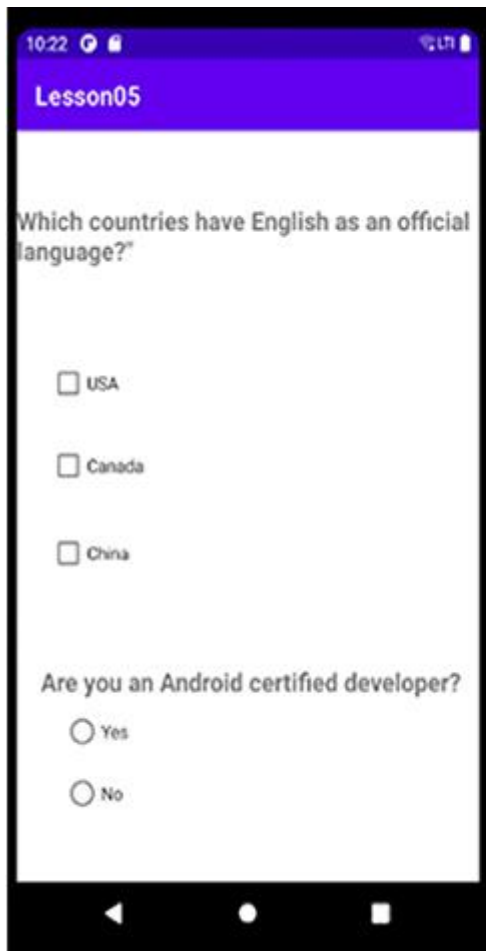 10:22 LTE
Lesson05
Which countries have English as an official
language?"
USA
Canada
China
Are you an Android certified developer?
Yes
No